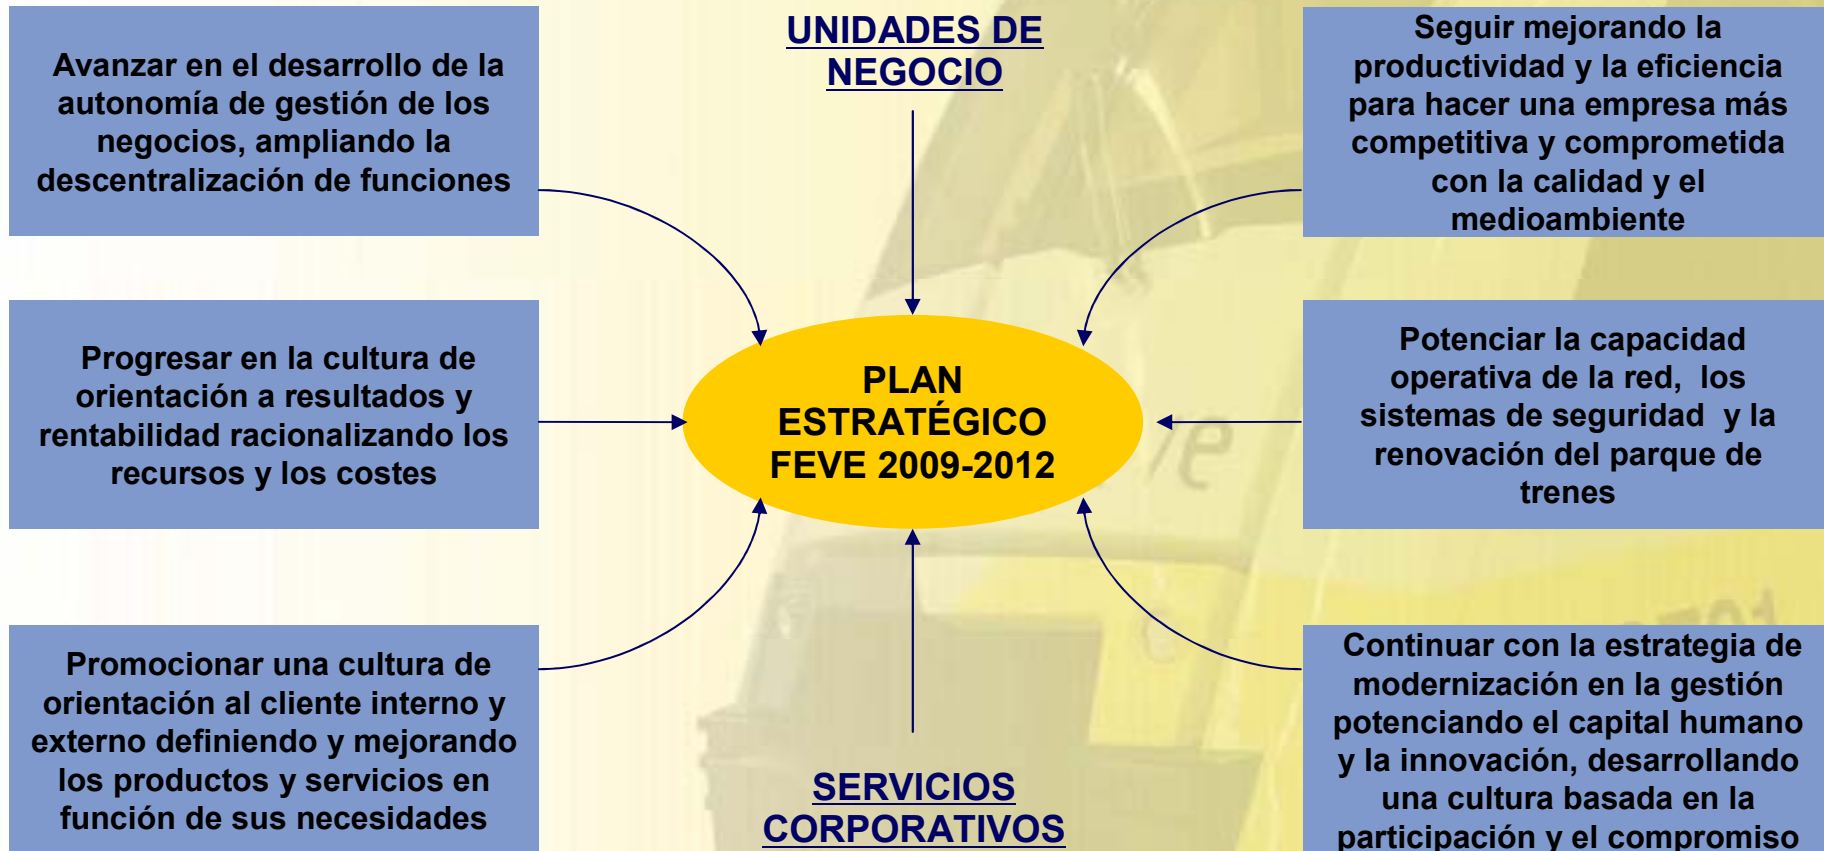 Avanzar en el desarrollo de la
autonomía de gestión de los
negocios, ampliando la
descentralización de funciones
UNIDADES DE
NEGOCIO
Seguir mejorando la
productividad y la eficiencia
para hacer una empresa más
competitiva y comprometida
con la calidad y el
medioambiente
Progresar en la cultura de
orientación a resultados y
rentabilidad racionalizando los
recursos y los costes
PLAN
ESTRATÉGICO
FEVE 2009-2012
Potenciar la capacidad
operativa de la red, los
sistemas de seguridad y la
renovación del parque de
trenes
Promocionar una cultura de
orientación al cliente interno y
externo definiendo y mejorando
los productos y servicios en
función de sus necesidades
SERVICIOS
CORPORATIVOS
Continuar con la estrategia de
modernización en la gestión
potenciando el capital humano
y la innovación, desarrollando
una cultura basada en la
participación y el compromiso